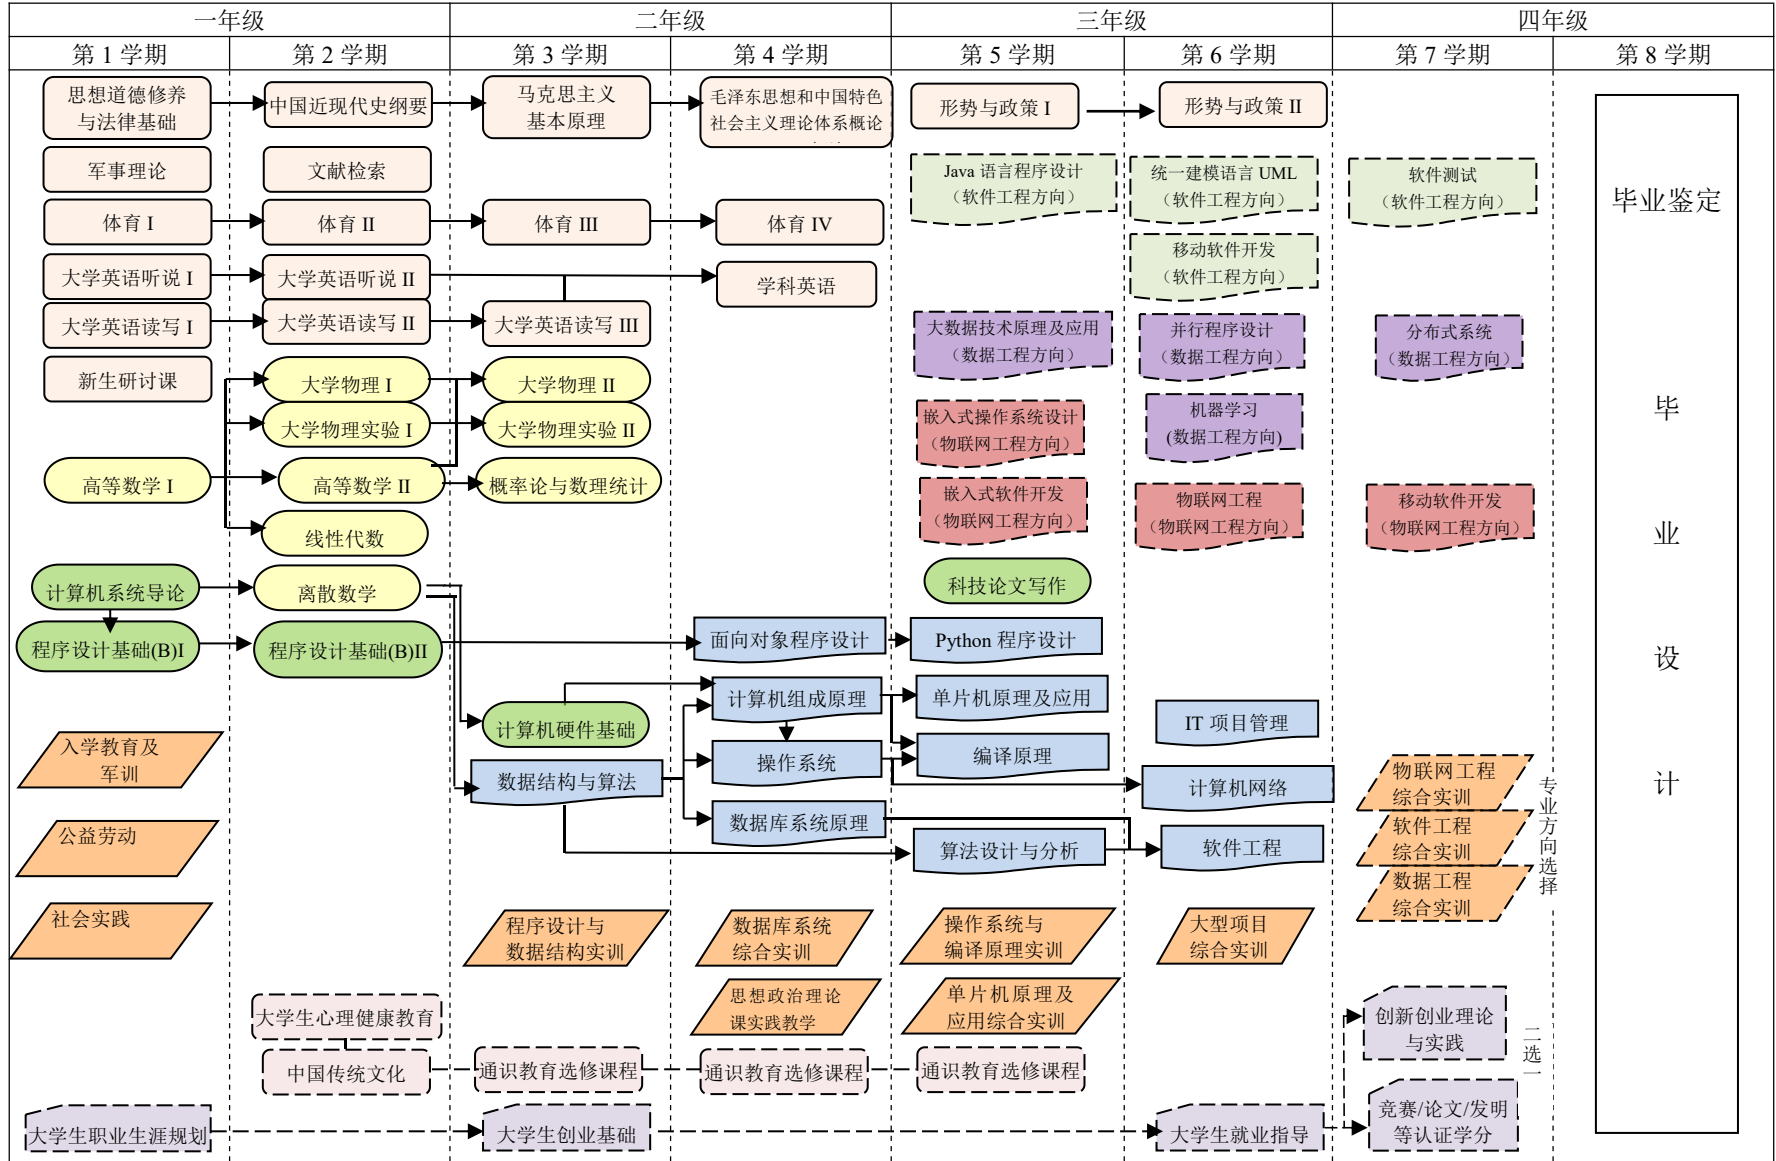 一年级
二年级
三年级
四年级
第 1 学期
第 2 学期
第 3 学期
第 4 学期
第 5 学期
第 6 学期
第 7 学期
第 8 学期
思想道德修养
与法律基础
中国近现代史纲要
马克思主义
基本原理
毛泽东思想和中国特色
社会主义理论体系概论
形势与政策 I
形势与政策 II
军事理论
文献检索
Java 语言程序设计
（软件工程方向）
统一建模语言 UML
（软件工程方向）
软件测试
（软件工程方向）
体育 I
体育 II
体育 III
体育 IV
移动软件开发
（软件工程方向）
大学英语听说 I
大学英语听说 II
学科英语
大学英语读写 I
大学英语读写 II
大学英语读写 III
大数据技术原理及应用
（数据工程方向）
并行程序设计
（数据工程方向）
分布式系统
（数据工程方向）
新生研讨课
大学物理 I
大学物理 II
大学物理实验 I
大学物理实验 II
嵌入式操作系统设计
（物联网工程方向）
机器学习
(数据工程方向)
高等数学 I
高等数学 II
概率论与数理统计
嵌入式软件开发
（物联网工程方向）
物联网工程
（物联网工程方向）
移动软件开发
（物联网工程方向）
线性代数
计算机系统导论
离散数学
科技论文写作
程序设计基础(B)I
程序设计基础(B)II
面向对象程序设计
Python 程序设计
计算机硬件基础
计算机组成原理
单片机原理及应用
IT 项目管理
入学教育及
军训
数据结构与算法
操作系统
编译原理
计算机网络
物联网工程
综合实训
公益劳动
数据库系统原理
算法设计与分析
软件工程
软件工程
综合实训
数据工程
综合实训
专业方向选择
社会实践
程序设计与
数据结构实训
数据库系统
综合实训
操作系统与
编译原理实训
大型项目
综合实训
思想政治理论
课实践教学
单片机原理及
应用综合实训
大学生心理健康教育
中国传统文化
通识教育选修课程
通识教育选修课程
通识教育选修课程
创新创业理论
与实践
二选一
大学生职业生涯规划
大学生创业基础
大学生就业指导
竞赛/论文/发明
等认证学分
毕业鉴定
毕
业
设
计